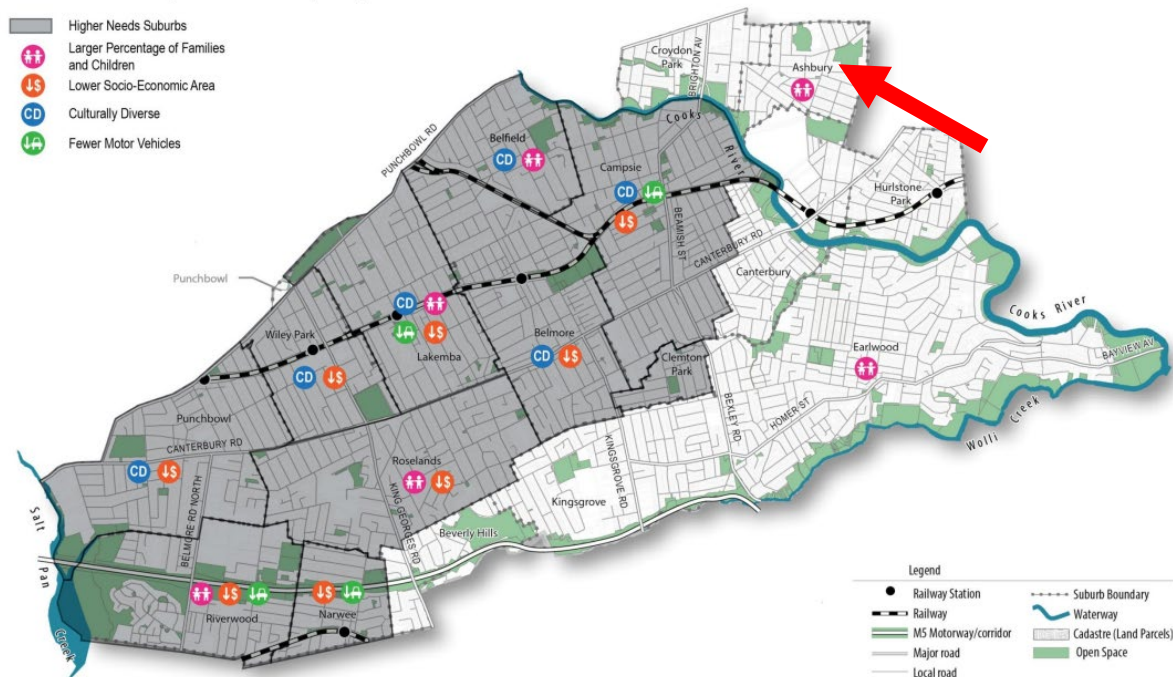 Higher Needs Suburbs
Larger Percentage of Families
and Children
↓$ Lower Socio-Economic Area
CD Culturally Diverse
Fewer Motor Vehicles
Croydon
Park
BRIGHTON AV
Ashbury
Cooks
River
PUNCHBOWL RD
Belfield
CD
Campsie
CD
↓$
Hurlstone
Park
BEAMISH ST
CANTERBURY RD
Canterbury
Punchbowl
Wiley Park
CD
↓$
CD
↓$
Lakemba
Belmore
CD ↓$
Clemton
Park
Cooks River
Earlwood
BAYVIEW AV
Punchbowl
CANTERBURY RD
CD ↓$
HOMER ST
BEXLEY RD
Wolli Creek
Roselands
↓$
KINGSGROVE RD
Kingsgrove
BELMORE RD NORTH
KING GEORGES RD
Beverly Hills
Salt
Pan
Creek
↓$
Riverwood
↓$
Narwee
Legend
Railway Station
Railway
M5 Motorway/corridor
Major road
Local road
Suburb Boundary
Waterway
Cadastre (Land Parcels)
Open Space